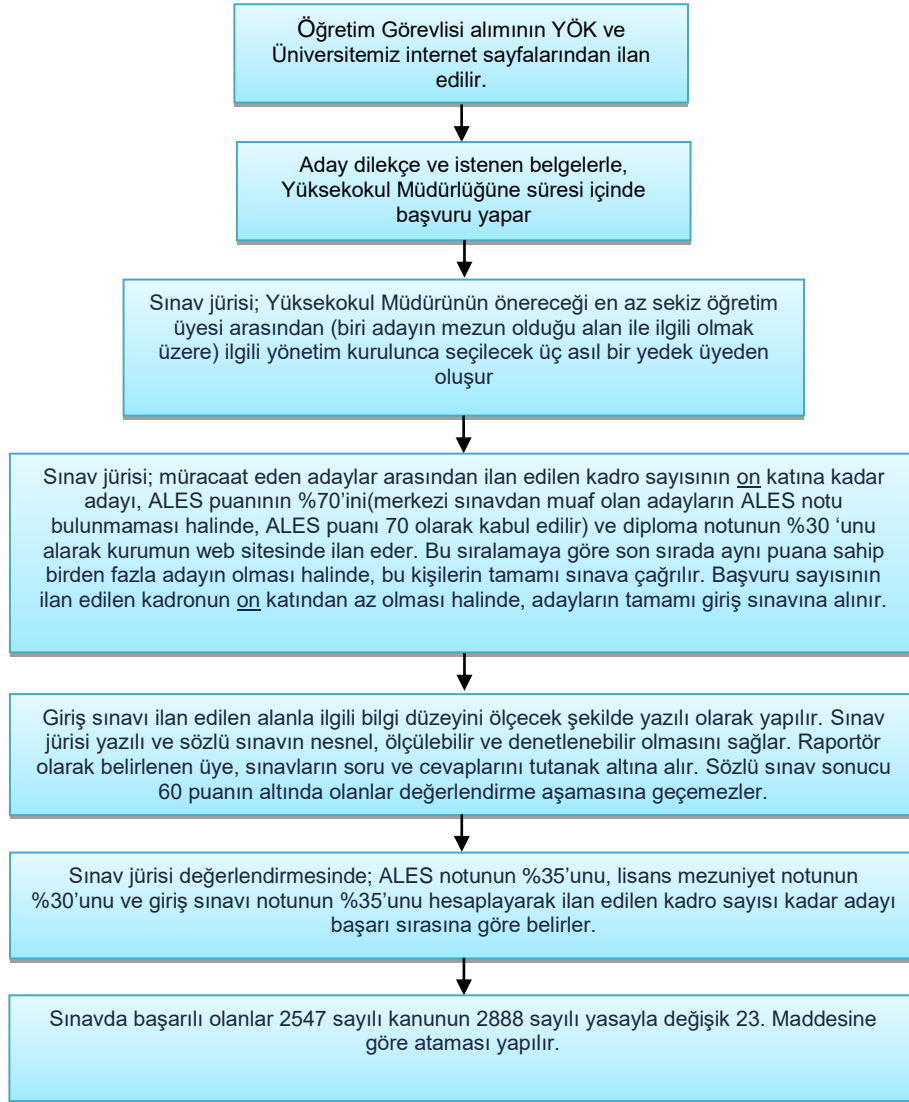 Öğretim Görevlisi alımının YÖK ve
Üniversitemiz internet sayfalarından ilan
edilir.
Aday dilekçe ve istenen belgelerle,
Yüksekokul Müdürlüğüne süresi içinde
başvuru yapar
Sınav jürisi; Yüksekokul Müdürünün önereceği en az sekiz öğretim
üyesi arasından (biri adayın mezun olduğu alan ile ilgili olmak
üzere) ilgili yönetim kurulunca seçilecek üç asıl bir yedek üyeden
oluşur
Sınav jürisi; müracaat eden adaylar arasından ilan edilen kadro sayısının on katına kadar
adayı, ALES puanının %70’ini(merkezi sınavdan muaf olan adayların ALES notu
bulunmaması halinde, ALES puanı 70 olarak kabul edilir) ve diploma notunun %30 ‘unu
alarak kurumun web sitesinde ilan eder. Bu sıralamaya göre son sırada aynı puana sahip
birden fazla adayın olması halinde, bu kişilerin tamamı sınava çağrılır. Başvuru sayısının
ilan edilen kadronun on katından az olması halinde, adayların tamamı giriş sınavına alınır.
Giriş sınavı ilan edilen alanla ilgili bilgi düzeyini ölçecek şekilde yazılı olarak yapılır. Sınav
jürisi yazılı ve sözlü sınavın nesnel, ölçülebilir ve denetlenebilir olmasını sağlar. Raportör
olarak belirlenen üye, sınavların soru ve cevaplarını tutanak altına alır. Sözlü sınav sonucu
60 puanın altında olanlar değerlendirme aşamasına geçemezler.
Sınav jürisi değerlendirmesinde; ALES notunun %35’unu, lisans mezuniyet notunun
%30’unu ve giriş sınavı notunun %35’unu hesaplayarak ilan edilen kadro sayısı kadar adayı
başarı sırasına göre belirler.
Sınavda başarılı olanlar 2547 sayılı kanunun 2888 sayılı yasayla değişik 23. Maddesine
göre ataması yapılır.